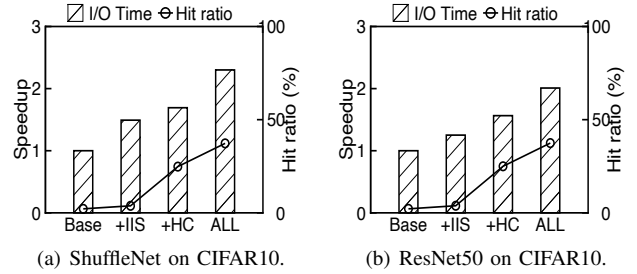 I/O Time Hit ratio
3
2
1
0
Speedup
100
50
0
Hit ratio (%)
Base +IIS +HC ALL
(a) ShuffleNet on CIFAR10.
I/O Time Hit ratio
3
2
1
0
Speedup
100
50
0
Hit ratio (%)
Base +IIS +HC ALL
(b) ResNet50 on CIFAR10.